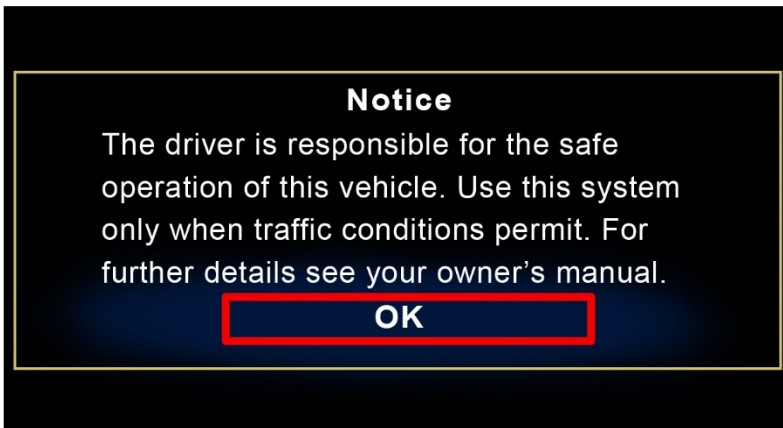 Notice
The driver is responsible for the safe
operation of this vehicle. Use this system
only when traffic conditions permit. For
further details see your owner’s manual.
OK